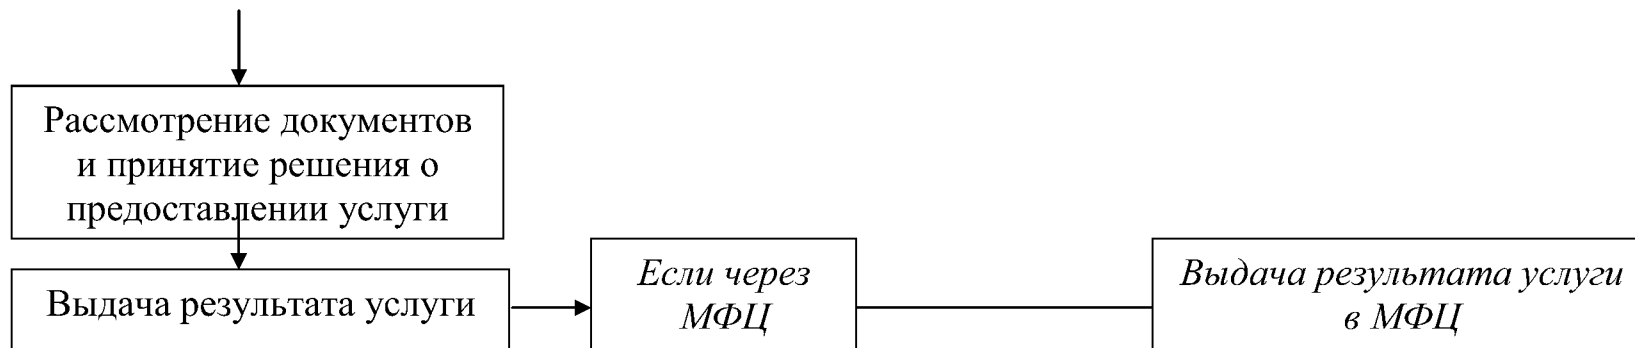 Рассмотрение документов
и принятие решения о
предоставлении услуги
Выдача результата услуги
Если через
МФЦ
Выдача результата услуги
в МФЦ